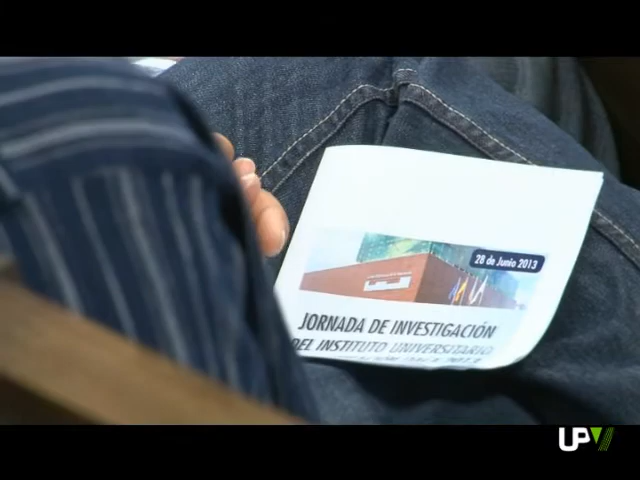 28 de Junio 2013
JORNADA DE INVESTIGACIÓN
DEL INSTITUTO UNIVERSITARIO
UPV